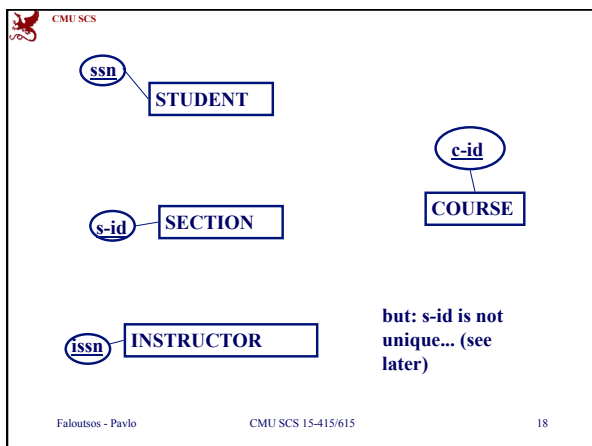 CMU SCS
ssn
STUDENT
c-id
COURSE
s-id
SECTION
issn
INSTRUCTOR
but: s-id is not
unique... (see
later)
Faloutsos - Pavlo
CMU SCS 15-415/615
18